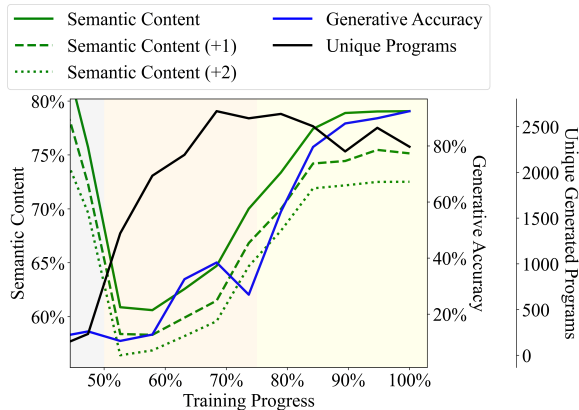 Semantic Content
Semantic Content (+1)
Semantic Content (+2)
Generative Accuracy
Unique Programs
80%
75%
70%
65%
60%
Semantic Content
80%
60%
40%
20%
Generative Accuracy
2500
2000
1500
1000
500
0
Unique Generated
Programs
50%
60%
70%
80%
90%
100%
Training Progress